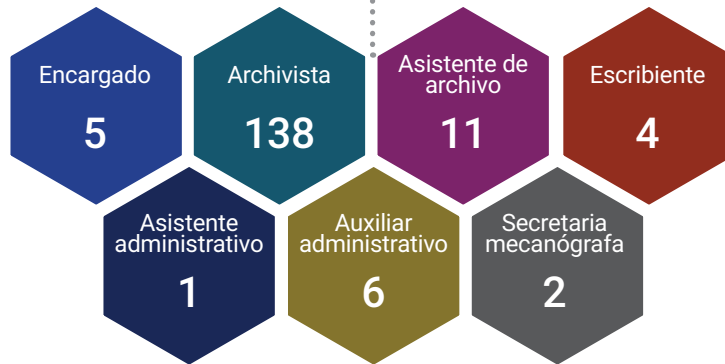 Encargado
5
Archivista
138
Asistente de
archivo
11
Escribiente
4
Asistente
administrativo
1
Auxiliar
administrativo
6
Secretaria
mecanógrafa
2